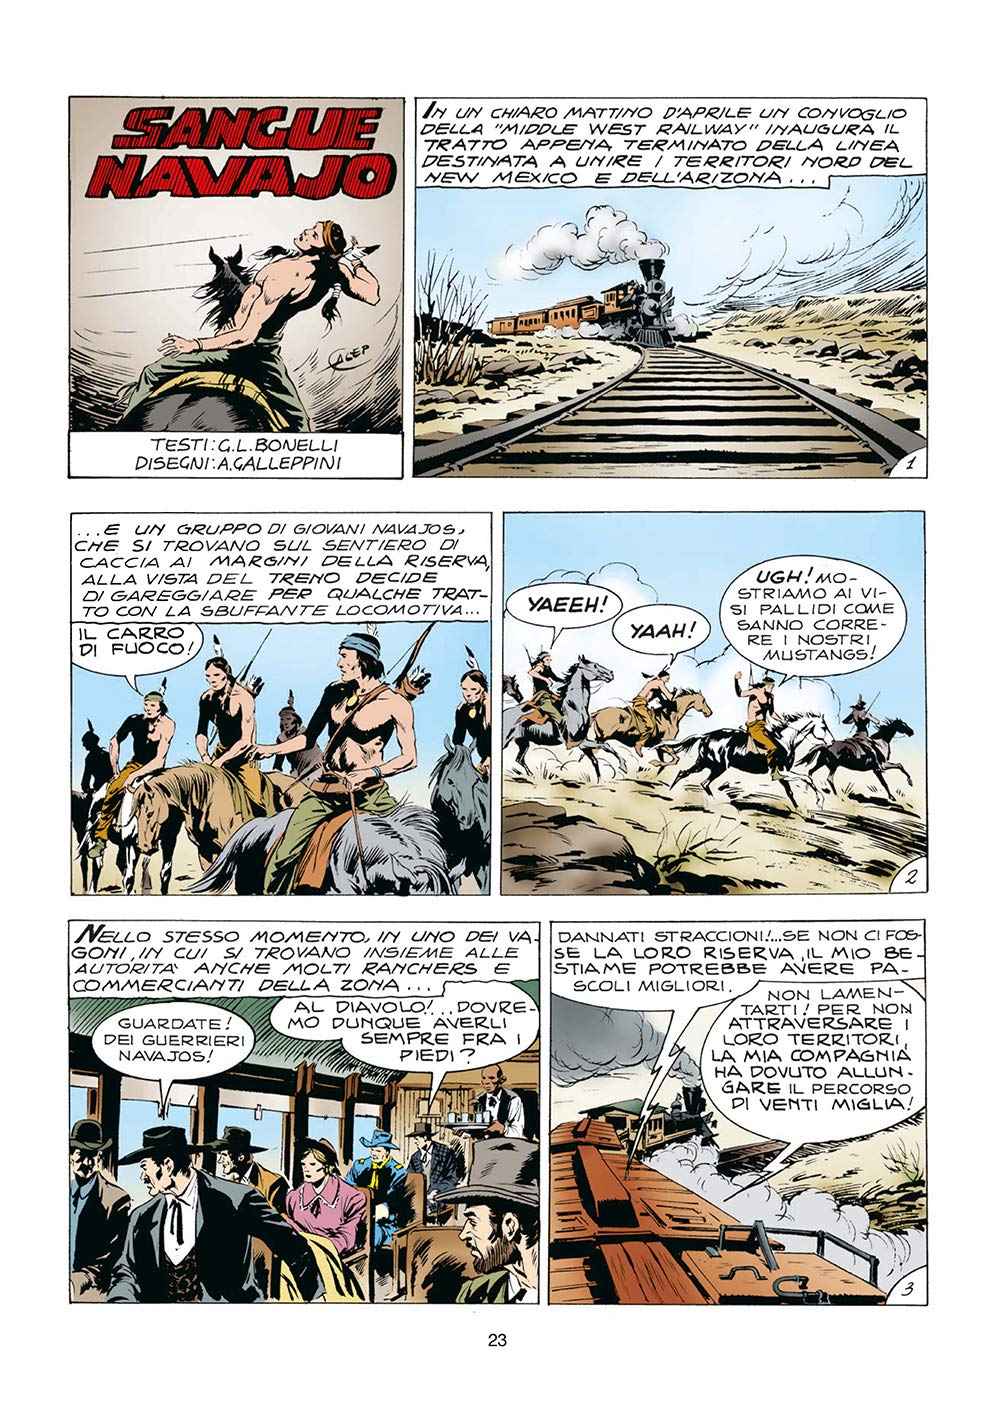 SANGUE
NAVAJO
GALEP
TESTI: G.L. BONELLI
DISEGNI: A. GALLEPPINI
IN UN CHIARO MATTINO D'APRILE UN CONVOGLIO
DELLA "MIDDLE WEST RAILWAY" INAUGURA IL
TRATTO APPENA TERMINATO DELLA LINEA
DESTINATA A UNIRE I TERRITORI NORD DEL
NEW MEXICO E DELL'ARIZONA...
1
...E UN GRUPPO DI GIOVANI NAVAJOS,
CHE SI TROVANO SUL SENTIERO DI
CACCIA AI MARGINI DELLA RISERVA,
ALLA VISTA DEL TRENO DECIDE
DI GAREGGIARE PER QUALCHE TRAT-
TO CON LA SBUFFANTE LOCOMOTIVA...
IL CARRO
DI FUOCO!
YAEEH!
YAAH!
UGH! MO-
STRIAMO AI VI-
SI PALLIDI COME
SANNO CORRE-
RE I NOSTRI
MUSTANGS!
2
NELLO STESSO MOMENTO, IN UNO DEI VA-
GONI, IN CUI SI TROVANO INSIEME ALLE
AUTORITA' ANCHE MOLTI RANCHERS E
COMMERCIANTI DELLA ZONA...
GUARDATE!
DEI GUERRIERI
NAVAJOS!
AL DIAVOLO!... DOVRE-
MO DUNQUE AVERLI
SEMPRE FRA I
PIEDI?
DANNATI STRACCIONI!...SE NON CI FOS-
SE LA LORO RISERVA, IL MIO BE-
STIAME POTREBBE AVERE PA-
SCOLI MIGLIORI.
NON LAMEN-
TARTI! PER NON
ATTRAVERSARE I
LORO TERRITORI,
LA MIA COMPAGNIA
HA DOVUTO ALLUN-
GARE IL PERCORSO
DI VENTI MIGLIA!
3
23